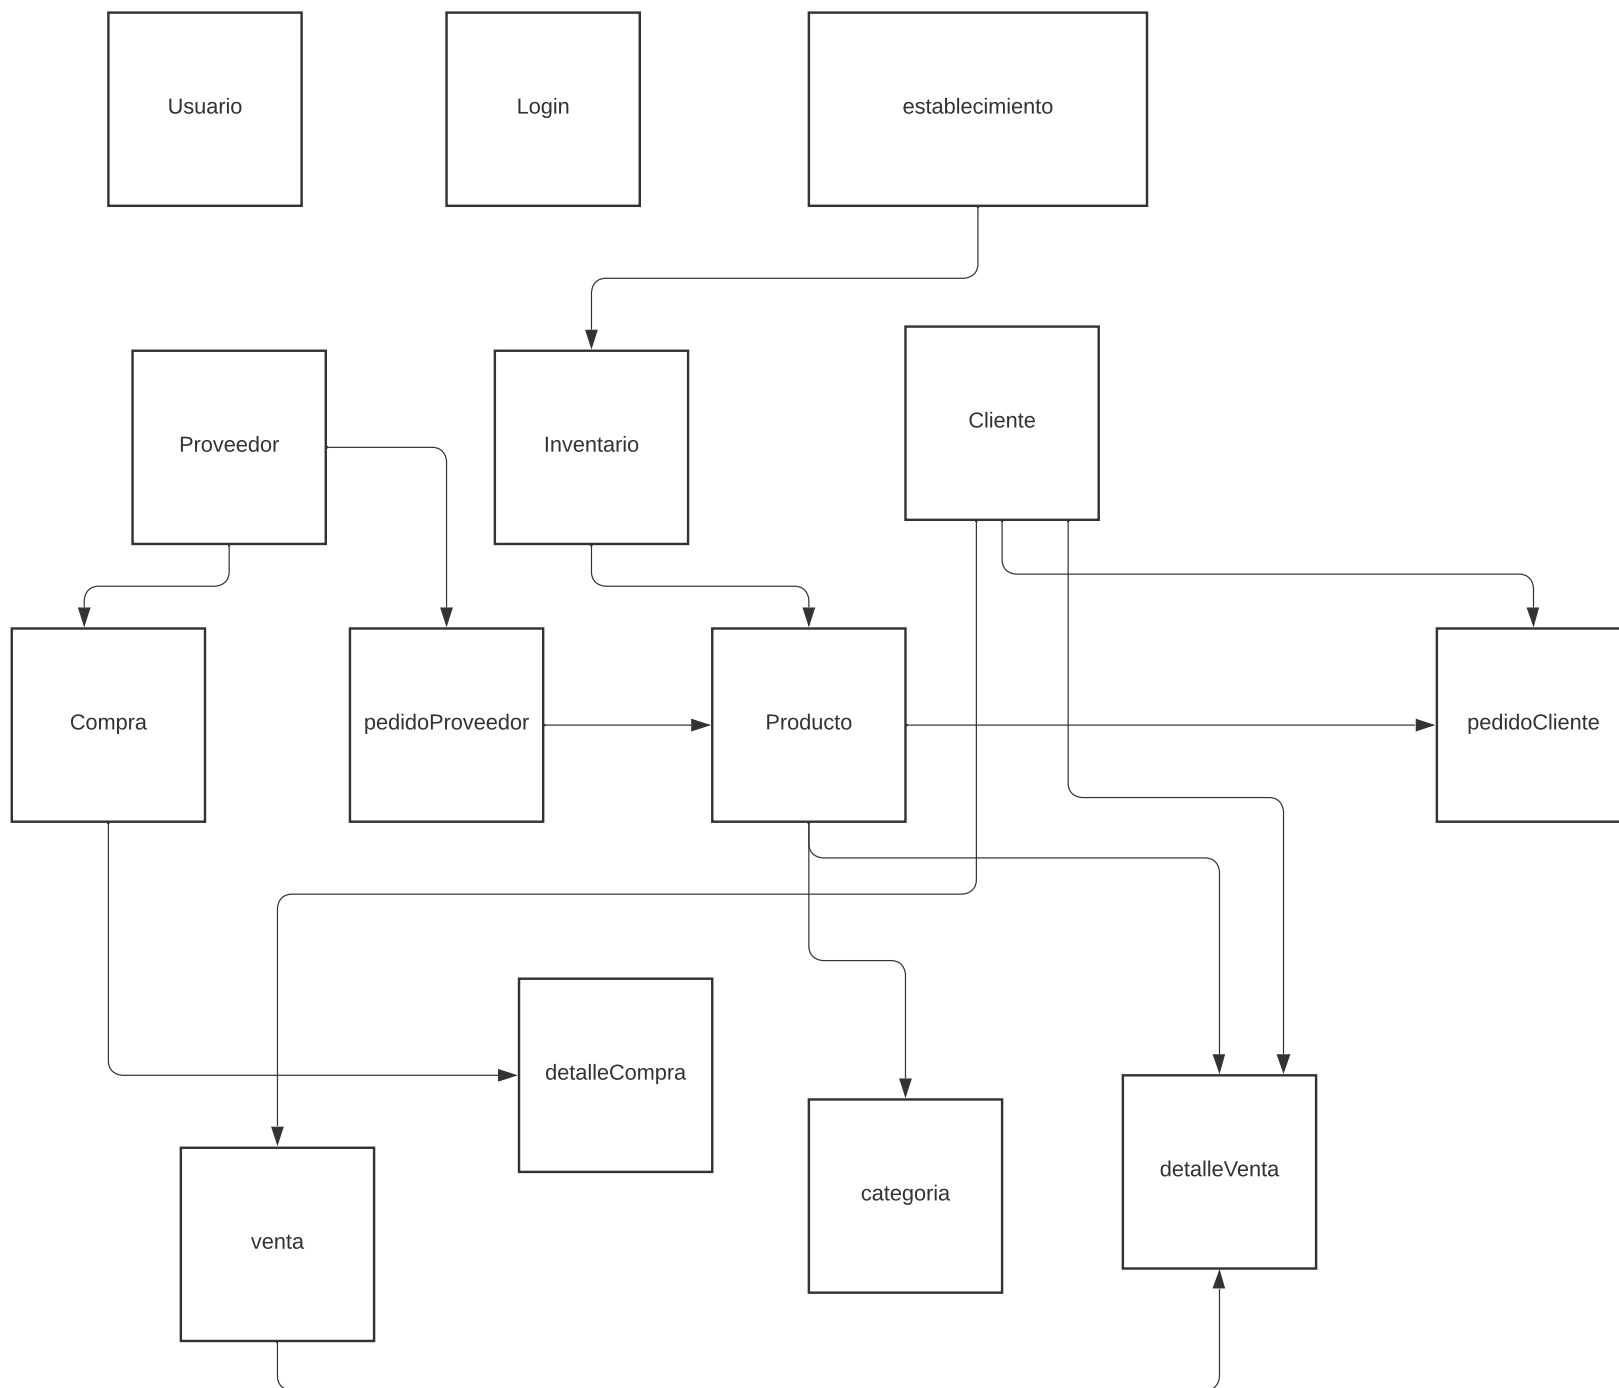 Usuario
Login
establecimiento
Cliente
Proveedor
Inventario
Compra
pedidoProveedor
Producto
pedidoCliente
detalleCompra
detalleVenta
categoria
venta